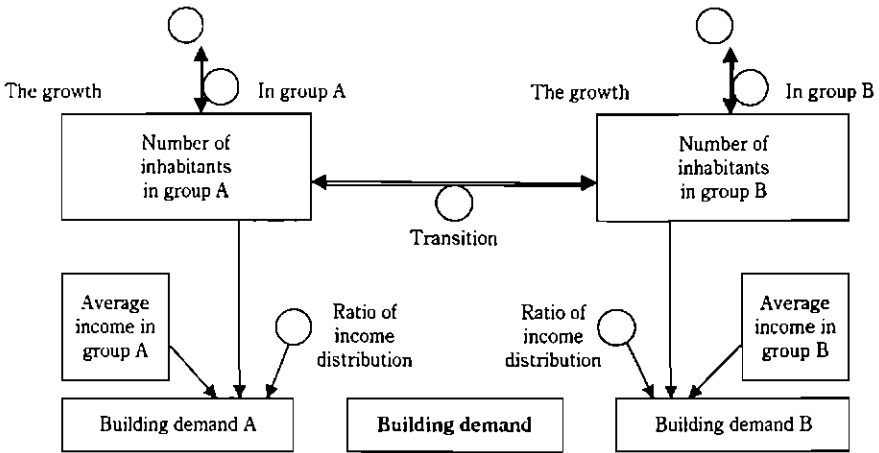 The growth
In group A
The growth
In group B
Number of
inhabitants
in group A
Number of
inhabitants
in group B
Transition
Average
income in
group A
Ratio of
income
distribution
Ratio of
income
distribution
Average
income in
group B
Building demand A
Building demand
Building demand B